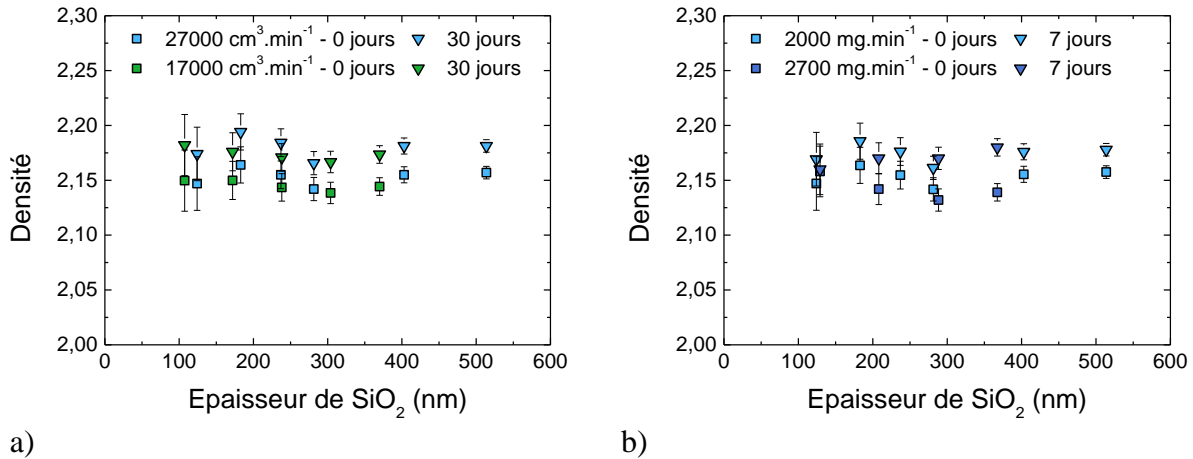 2,30
2,25
2,20
2,15
2,10
2,05
2,00
Densité
27000 cm³.min⁻¹ - 0 jours 30 jours
17000 cm³.min⁻¹ - 0 jours 30 jours
0 100 200 300 400 500 600
Epaisseur de SiO₂ (nm)
a)
2,30
2,25
2,20
2,15
2,10
2,05
2,00
Densité
2000 mg.min⁻¹ - 0 jours 7 jours
2700 mg.min⁻¹ - 0 jours 7 jours
0 100 200 300 400 500 600
Epaisseur de SiO₂ (nm)
b)